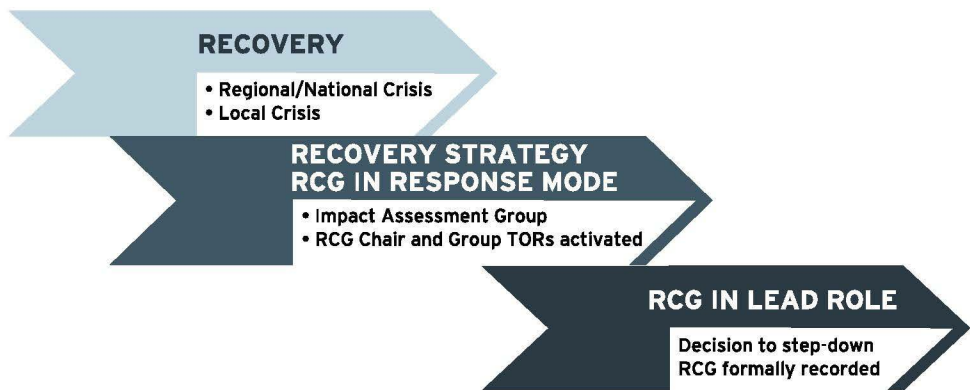 RECOVERY
• Regional/National Crisis
• Local Crisis
RECOVERY STRATEGY
RCG IN RESPONSE MODE
• Impact Assessment Group
• RCG Chair and Group TORs activated
RCG IN LEAD ROLE
Decision to step-down
RCG formally recorded